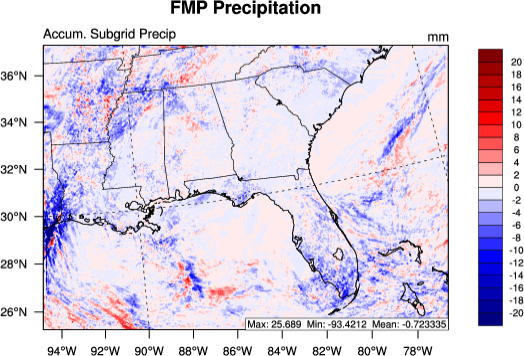 FMP Precipitation
Accum. Subgrid Precip mm
36°N
34°N
32°N
30°N
28°N
26°N
94°W 92°W 90°W 88°W 86°W 84°W 82°W 80°W 78°W
Max: 25.689 Min: -93.4212 Mean: -0.723335
20
18
16
14
12
10
8
6
4
2
0
-2
-4
-6
-8
-10
-12
-14
-16
-18
-20